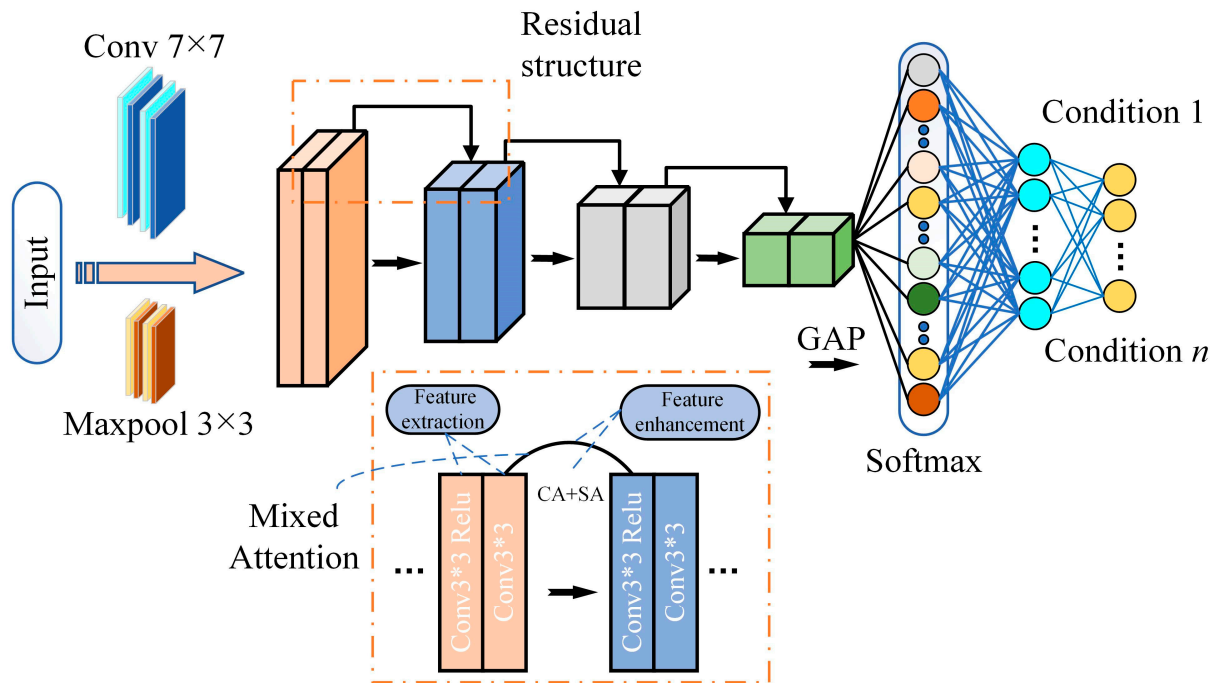 Conv 7×7
Residual
structure
Condition 1
Input
GAP
Condition n
Maxpool 3×3
Feature
extraction
Feature
enhancement
Softmax
CA+SA
Mixed
Attention
Conv3*3 Relu
Conv3*3
Conv3*3 Relu
Conv3*3